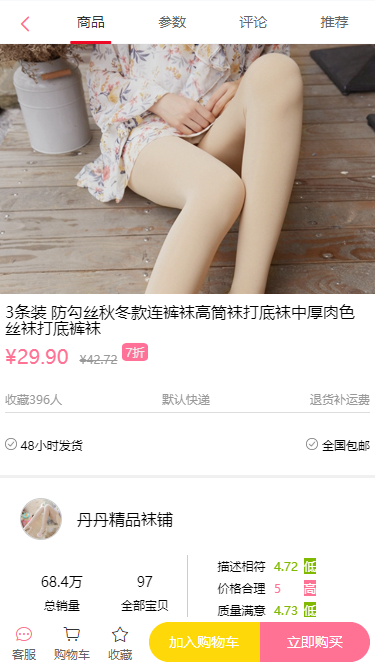 商品 参数 评论 推荐
3条装 防勾丝秋冬款连裤袜高筒袜打底袜中厚肉色
丝袜打底裤袜
¥29.90 ¥42.72 7折
收藏396人 默认快递 退货补运费
48小时发货 全国包邮
丹丹精品袜铺
68.4万 97
总销量 全部宝贝
描述相符 4.72 低
价格合理 5 高
质量满意 4.73 低
客服 购物车 收藏 加入购物车 立即购买